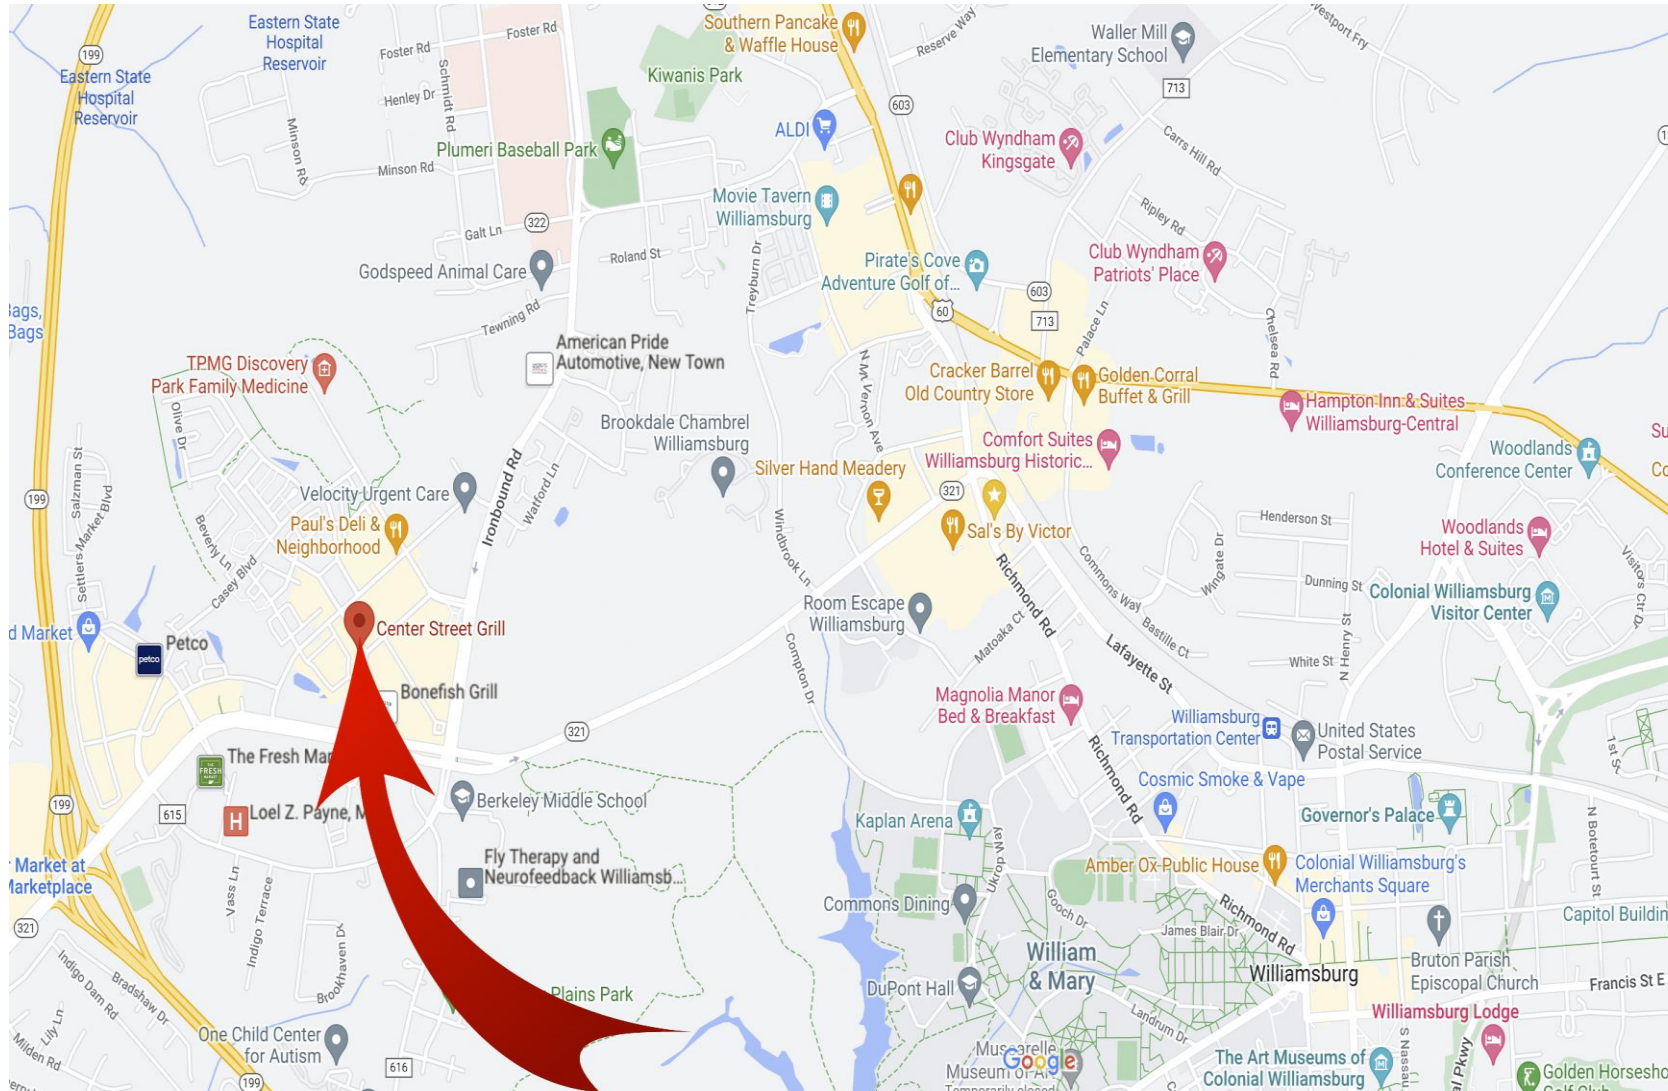 Eastern State
Hospital
Reservoir
Eastern State
Hospital
Reservoir
199
Foster Rd
Foster Rd
Schmidt Rd
Henley Dr
Minson Rd
Minson Rd
Kiwanis Park
Plumeri Baseball Park
322
Galt Ln
Roland St
Godspeed Animal Care
Tewning Rd
Southern Pancake
& Waffle House
Reserve Way
Waller Mill
Elementary School
713
Westport Fry
603
ALDI
Club Wyndham
Kingsgate
Carrs Hill Rd
Movie Tavern
Williamsburg
Ripley Rd
Club Wyndham
Patriots' Place
Treyburn Dr
Pirate's Cove
Adventure Golf of...
603
60
713
Palace Ln
Chelsea Rd
Bags,
Bags
American Pride
Automotive, New Town
TPMG Discovery
Park Family Medicine
Olive Dr
N Mt Vernon Ave
Cracker Barrel
Old Country Store
Golden Corral
Buffet & Grill
Hampton Inn & Suites
Williamsburg-Central
Brookdale Chambrel
Williamsburg
Comfort Suites
Williamsburg Historic...
Woodlands
Conference Center
Silver Hand Meadery
Salzman St
199
Settlers Market Blvd
Velocity Urgent Care
Ironbound Rd
Watford Ln
Paul's Deli &
Neighborhood
Beverly Ln
Casey Blvd
321
Sal's By Victor
Windbrook Ln
Richmond Rd
Commons Way
Wingate Dr
Henderson St
Woodlands
Hotel & Suites
Visitors Ctr Dr
Dunning St
Colonial Williamsburg
Visitor Center
Room Escape
Williamsburg
Matoaka Ct
Bastille Ct
Lafayette St
White St
N Henry St
d Market
Petco
petco
Center Street Grill
Compton Dr
Bonefish Grill
Magnolia Manor
Bed & Breakfast
Williamsburg
Transportation Center
United States
Postal Service
1st St
321
The Fresh Mar
THE
FRESH
MARKET
Richmond Rd
Cosmic Smoke & Vape
199
615
H
Loel Z. Payne, M
Berkeley Middle School
Kaplan Arena
Ukrop Way
Governor's Palace
N Botetourt St
Market at
Marketplace
Fly Therapy and
Neurofeedback Williamsb...
Amber Ox Public House
Colonial Williamsburg's
Merchants Square
Vass Ln
Indigo Terrace
Commons Dining
Gooch Dr
Richmond Rd
James Blair Dr
Capitol Buildin
321
Brookhaven Dr
William
& Mary
Williamsburg
Bruton Parish
Episcopal Church
Indigo Dam Rd
Bradshaw Dr
Plains Park
DuPont Hall
Francis St E
Lily Ln
Milden Rd
One Child Center
for Autism
616
199
Landrum Dr
Williamsburg Lodge
Google
The Art Museums of
Colonial Williamsburg
S Nassau
Golden Horsesho